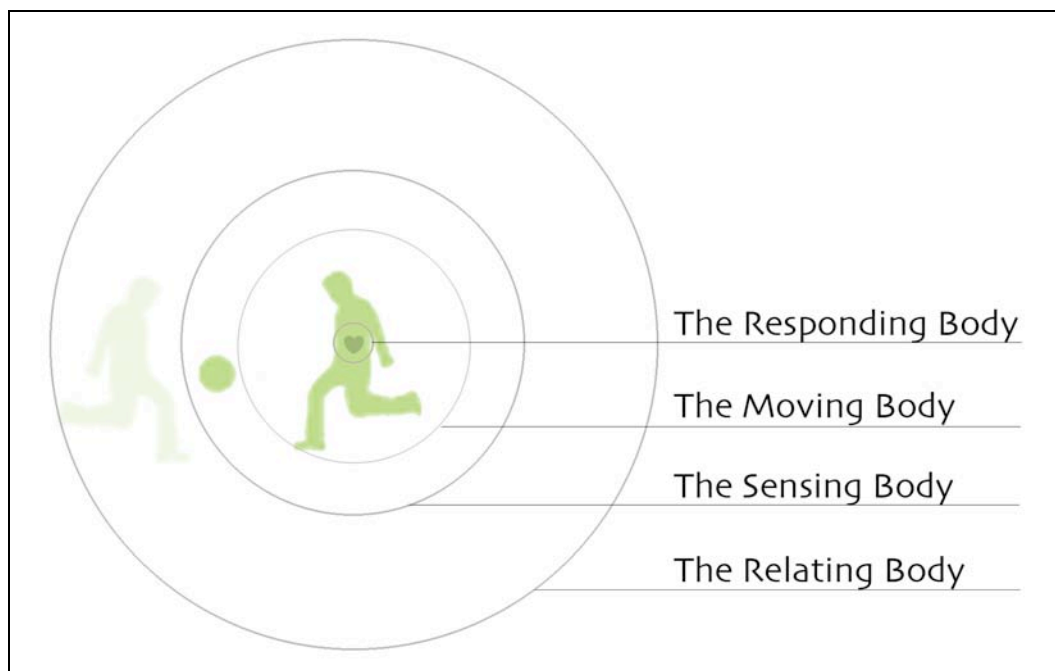 The Responding Body
The Moving Body
The Sensing Body
The Relating Body